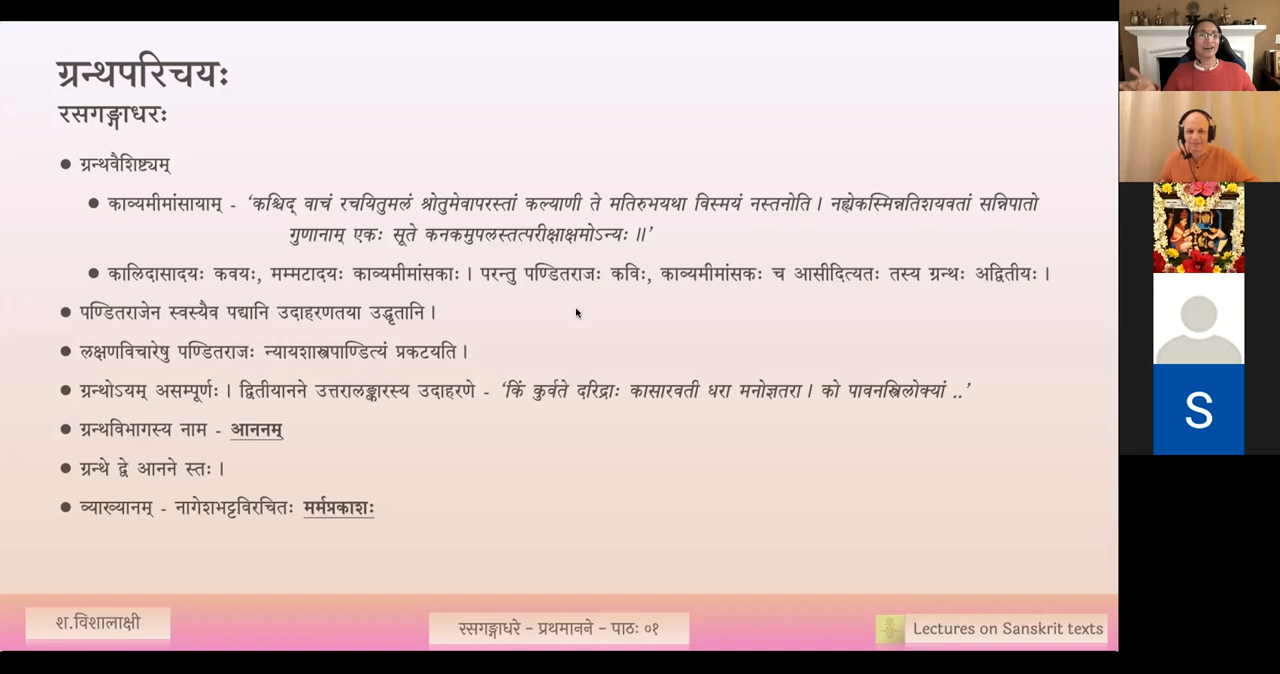 ग्रन्थपरिचयः
रसगङ्गाधरः
● ग्रन्थवैशिष्ट्यम्
● काव्यमीमांसायाम् - ‘कश्चिद् वाचं रचयितुमलं श्रोतुमेवापरस्तां कल्याणी ते मतिरुभयथा विस्मयं नस्तनोति । नह्येकस्मिन्नतिशयवतां सन्निपातो
गुणानाम् एकः सूते कनकमुपलस्तत्परीक्षाक्षमोऽन्यः ॥’
● कालिदासादयः कवयः, मम्मटादयः काव्यमीमांसकाः । परन्तु पण्डितराजः कविः, काव्यमीमांसकः च आसीदित्यतः तस्य ग्रन्थः अद्वितीयः ।
● पण्डितराजेन स्वस्यैव पद्यानि उदाहरणतया उद्धृतानि ।
● लक्षणविचारेषु पण्डितराजः न्यायशास्त्रपाण्डित्यं प्रकटयति ।
● ग्रन्थोऽयम् असम्पूर्णः । द्वितीयानने उत्तरालङ्कारस्य उदाहरणे - ‘किं कुर्वते दरिद्राः कासारवती धरा मनोज्ञतरा । को पावनस्त्रिलोक्यां ..’
● ग्रन्थविभागस्य नाम - आननम्
● ग्रन्थे द्वे आनने स्तः ।
● व्याख्यानम् - नागेशभट्टविरचितः मर्मप्रकाशः
श.विशालाक्षी
रसगङ्गाधरे - प्रथमानने - पाठः ०१
Lectures on Sanskrit texts
S